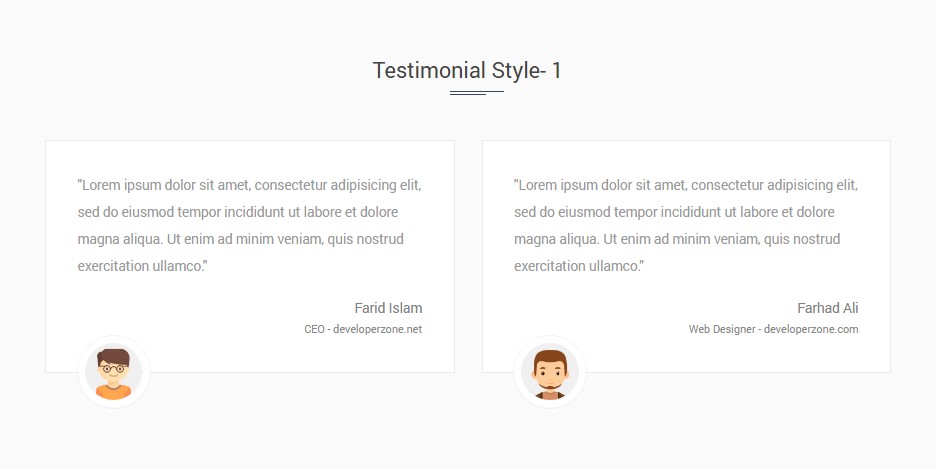 Testimonial Style- 1
"Lorem ipsum dolor sit amet, consectetur adipisicing elit,
sed do eiusmod tempor incididunt ut labore et dolore
magna aliqua. Ut enim ad minim veniam, quis nostrud
exercitation ullamco."
Farid Islam
CEO - developerzone.net
"Lorem ipsum dolor sit amet, consectetur adipisicing elit,
sed do eiusmod tempor incididunt ut labore et dolore
magna aliqua. Ut enim ad minim veniam, quis nostrud
exercitation ullamco."
Farhad Ali
Web Designer - developerzone.com